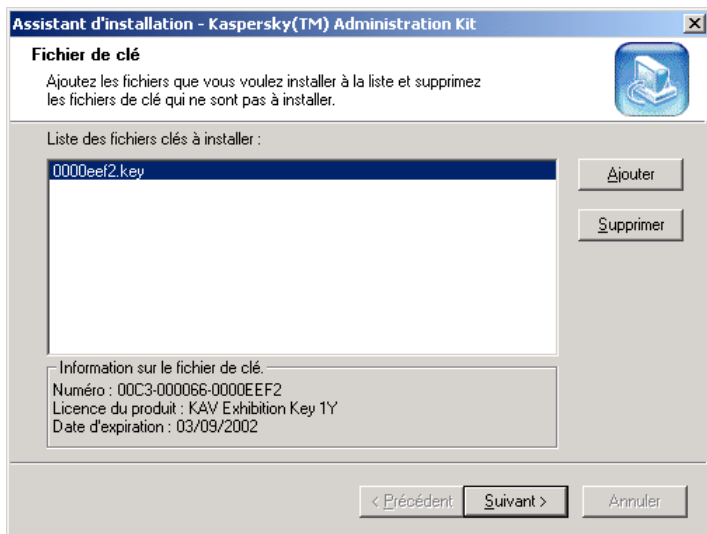 Assistant d'installation - Kaspersky(TM) Administration Kit
Fichier de clé
Ajoutez les fichiers que vous voulez installer à la liste et supprimez
les fichiers de clé qui ne sont pas à installer.
Liste des fichiers clés à installer :
0000eef2.key
Ajouter
Supprimer
Information sur le fichier de clé.
Numéro : 00C3-000066-0000EEF2
Licence du produit : KAV Exhibition Key 1Y
Date d'expiration : 03/09/2002
< Précédent
Suivant >
Annuler